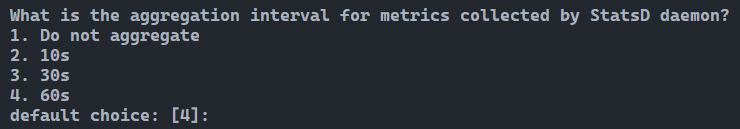 What is the aggregation interval for metrics collected by StatsD daemon?
1. Do not aggregate
2. 10s
3. 30s
4. 60s
default choice: [4]: